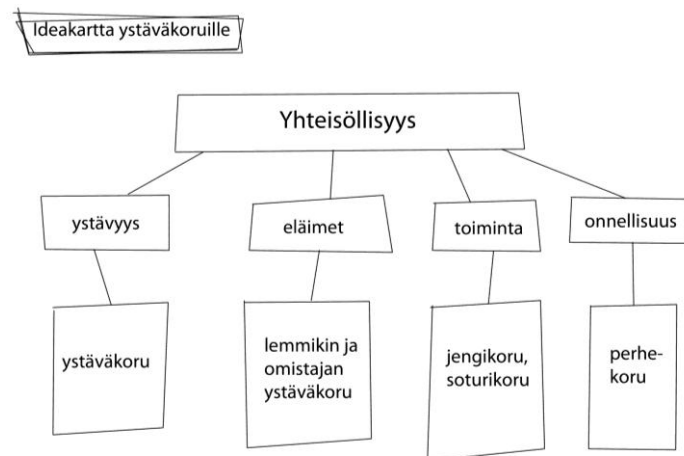 Ideakartta ystäväkoruille
Yhteisöllisyys
ystävyys
eläimet
toiminta
onnellisuus
ystäväkoru
lemmikin ja
omistajan
ystäväkoru
jengikoru,
soturikoru
perhe-
koru